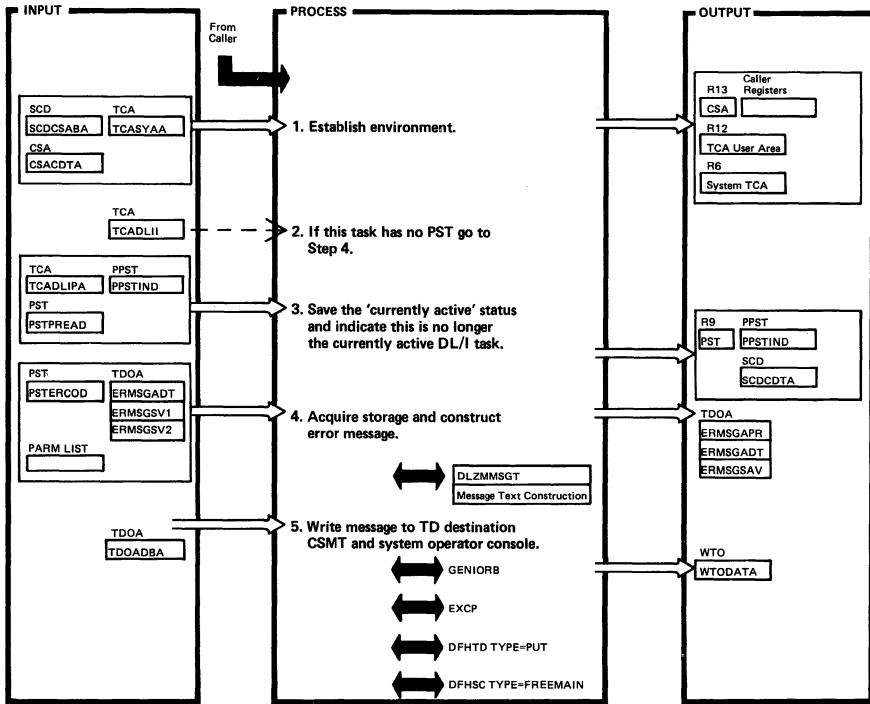 INPUT
PROCESS
OUTPUT
From
Caller
SCD
TCA
SCDCSABA
TCASYAA
CSA
CSACDTA
1. Establish environment.
R13
Caller
Registers
CSA
R12
TCA User Area
R6
System TCA
TCA
TCADLII
2. If this task has no PST go to
Step 4.
TCA
PPST
TCADLIPA
PPSTIND
PST
PSTPREAD
3. Save the 'currently active' status
and indicate this is no longer
the currently active DL/I task.
R9
PPST
PST
PPSTIND
SCD
SCDCDTA
PST
TDOA
PSTERCOD
ERMSGADT
ERMSGSV1
ERMSGSV2
PARM LIST
4. Acquire storage and construct
error message.
TDOA
ERMSGAPR
ERMSGADT
ERMSGSAV
DLZMMSGT
Message Text Construction
TDOA
TDOADBA
5. Write message to TD destination
CSMT and system operator console.
GENIORB
WTO
WTODATA
EXCP
DFHTD TYPE=PUT
DFHSC TYPE=FREEMAIN